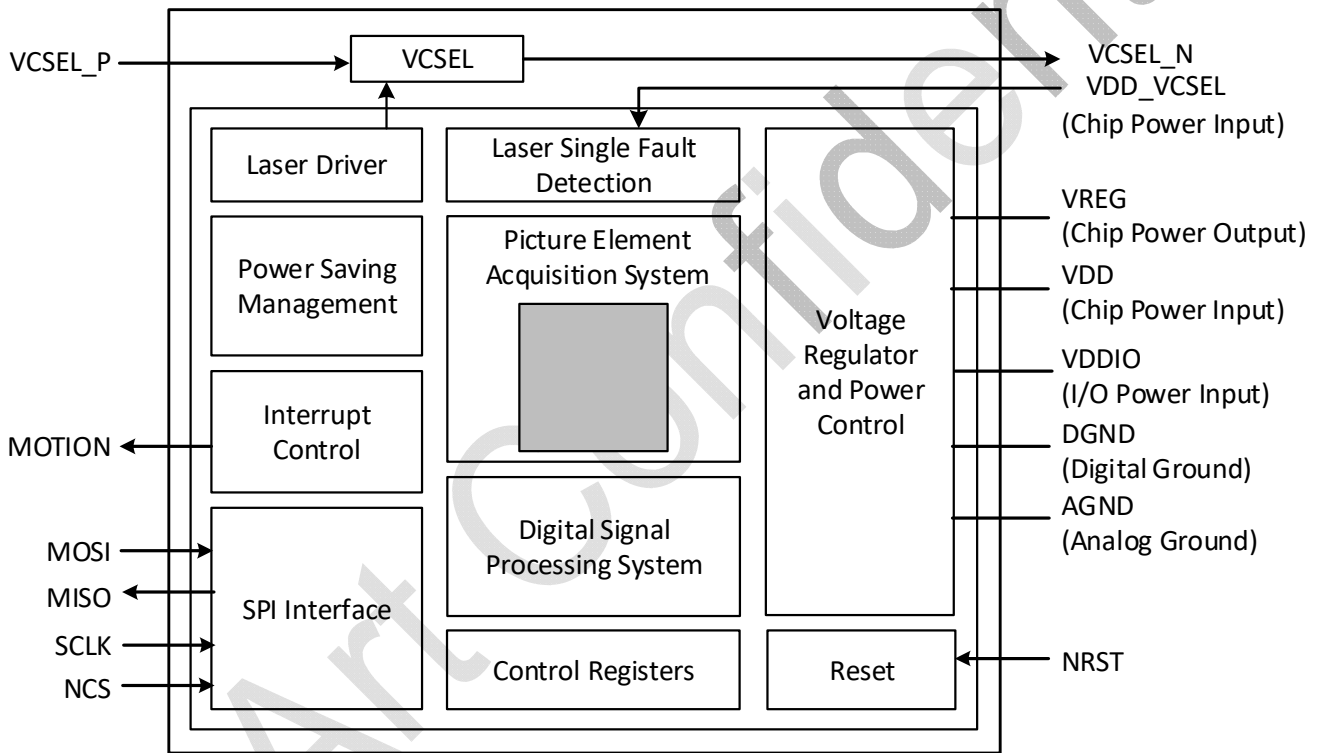 VCSEL_P
VCSEL
VCSEL_N
VDD_VCSEL
(Chip Power Input)
Laser Driver
Laser Single Fault
Detection
VREG
(Chip Power Output)
Power Saving
Management
Picture Element
Acquisition System
VDD
(Chip Power Input)
Voltage
Regulator
and Power
Control
VDDIO
(I/O Power Input)
MOTION
Interrupt
Control
DGND
(Digital Ground)
AGND
(Analog Ground)
MOSI
MISO
SCLK
NCS
SPI Interface
Digital Signal
Processing System
Control Registers
Reset
NRST
Art Confident